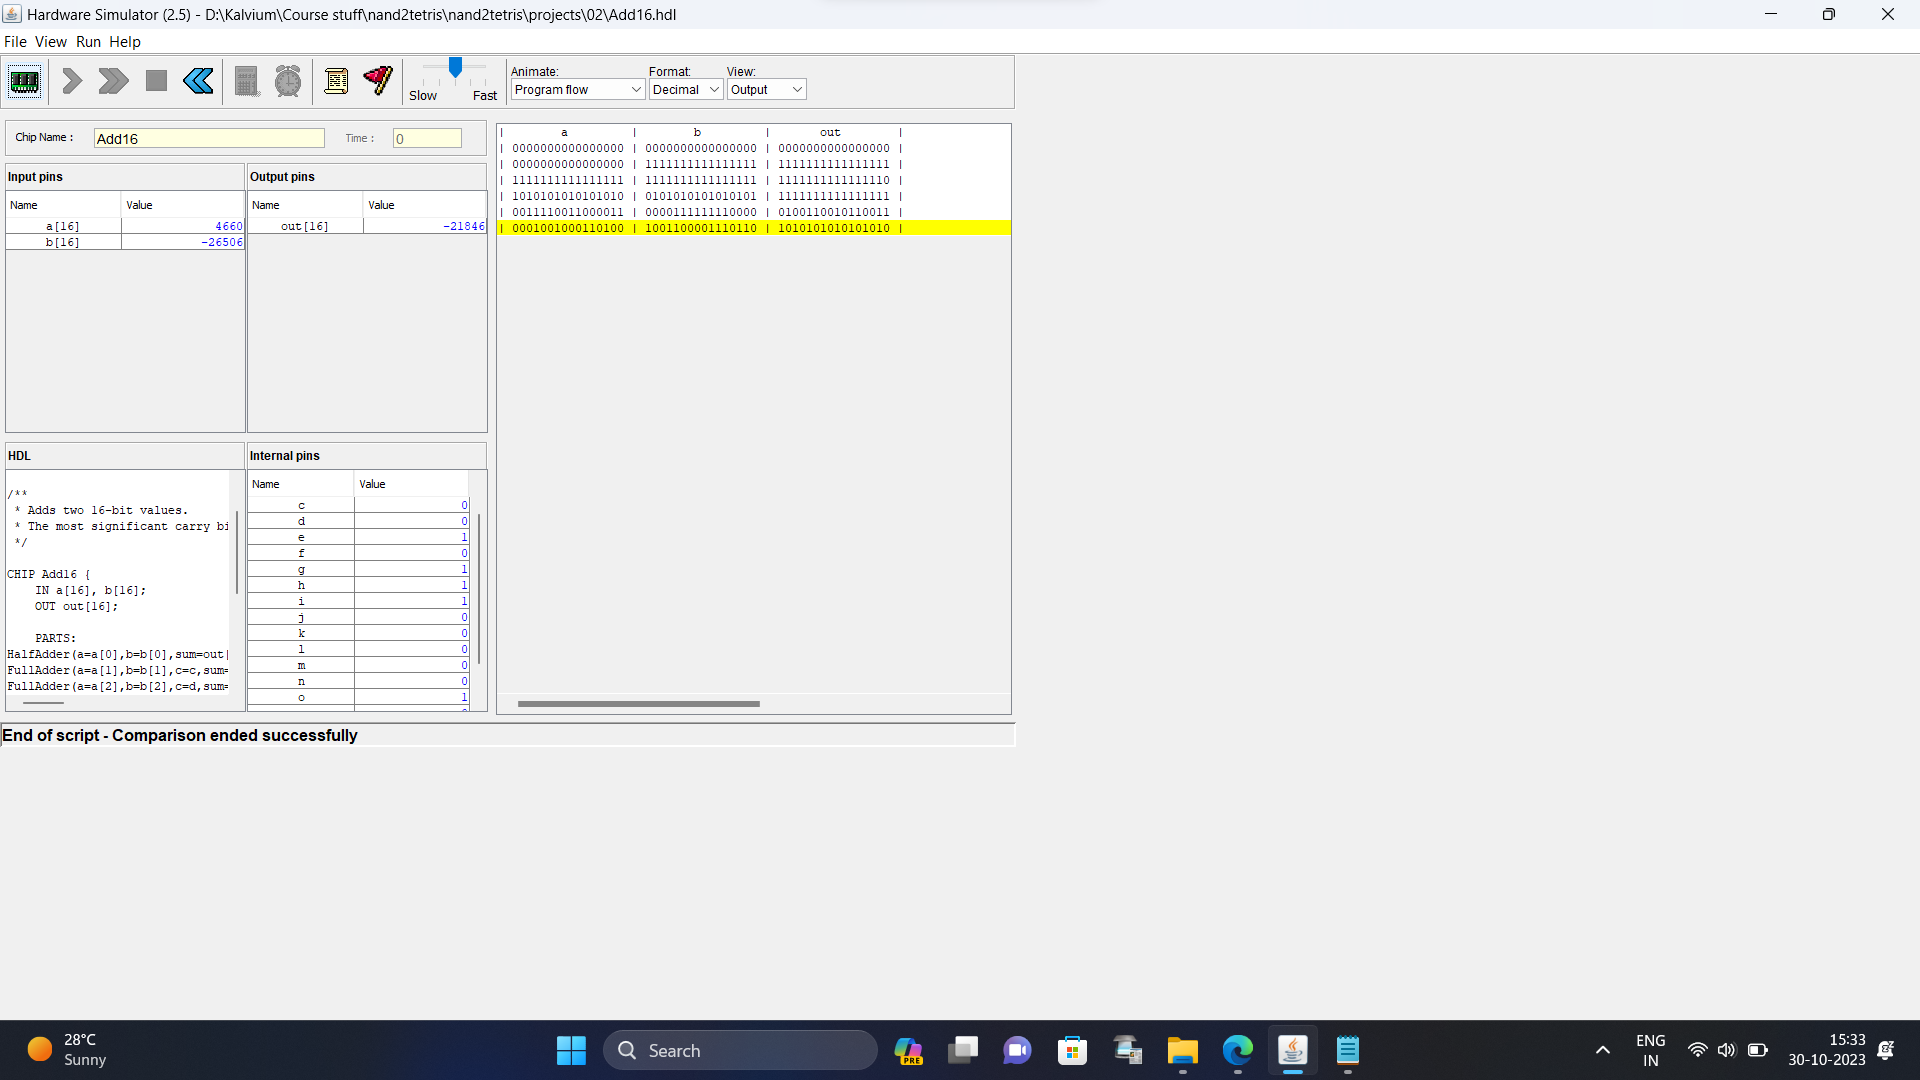 Hardware Simulator (2.5) - D:\Kalvium\Course stuff\nand2tetris\nand2tetris\projects\02\Add16.hdl
File View Run Help
Slow Fast
Animate: Format: View:
Program flow Decimal Output
Chip Name : Add16 Time : 0
Input pins
Name Value
a[16] 4660
b[16] -26506
Output pins
Name Value
out[16] -21846
| a | b | out |
| 0000000000000000 | 0000000000000000 | 0000000000000000 |
| 0000000000000000 | 1111111111111111 | 1111111111111111 |
| 1111111111111111 | 1111111111111111 | 1111111111111110 |
| 1010101010101010 | 0101010101010101 | 1111111111111111 |
| 0011110011000011 | 0000111111110000 | 0100110010110011 |
| 0001001000110100 | 1001100001110110 | 1010101010101010 |
HDL
/**
* Adds two 16-bit values.
* The most significant carry bi
*/
CHIP Add16 {
IN a[16], b[16];
OUT out[16];
PARTS:
HalfAdder(a=a[0],b=b[0],sum=out[
FullAdder(a=a[1],b=b[1],c=c,sum=
FullAdder(a=a[2],b=b[2],c=d,sum=
Internal pins
Name Value
c 0
d 0
e 1
f 0
g 1
h 1
i 1
j 0
k 0
l 0
m 0
n 0
o 1
End of script - Comparison ended successfully
28°C
Sunny
Search
PRE
ENG
IN
15:33
30-10-2023